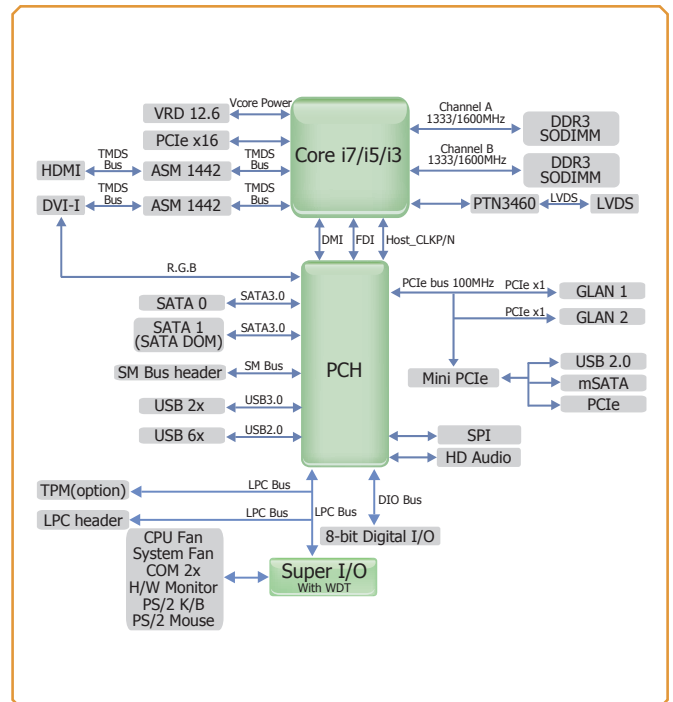 VRD 12.6
Vcore Power
PCIe x16
HDMI
TMDS
Bus
ASM 1442
TMDS
Bus
DVI-I
TMDS
Bus
ASM 1442
TMDS
Bus
Core i7/i5/i3
Channel A
1333/1600MHz
DDR3
SODIMM
Channel B
1333/1600MHz
DDR3
SODIMM
PTN3460
LVDS
LVDS
DMI
FDI
Host_CLKP/N
R.G.B
SATA 0
SATA3.0
SATA 1
(SATA DOM)
SATA3.0
SM Bus header
SM Bus
USB 2x
USB3.0
USB 6x
USB2.0
PCH
PCIe bus 100MHz
PCIe x1
GLAN 1
PCIe x1
GLAN 2
Mini PCIe
USB 2.0
mSATA
PCIe
SPI
HD Audio
TPM(option)
LPC Bus
LPC header
LPC Bus
LPC Bus
DIO Bus
8-bit Digital I/O
CPU Fan
System Fan
COM 2x
H/W Monitor
PS/2 K/B
PS/2 Mouse
Super I/O
With WDT